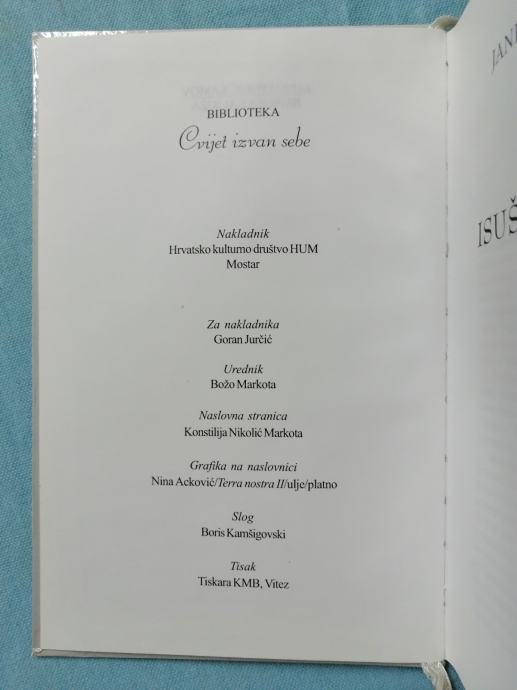 BIBLIOTEKA
Cvijet izvan sebe
Nakladnik
Hrvatsko kulturno društvo HUM
Mostar
Za nakladnika
Goran Jurčić
Urednik
Božo Markota
Naslovna stranica
Konstilija Nikolić Markota
Grafika na naslovnici
Nina Acković/Terra nostra II/ulje/platno
Slog
Boris Kamšigovski
Tisak
Tiskara KMB, Vitez